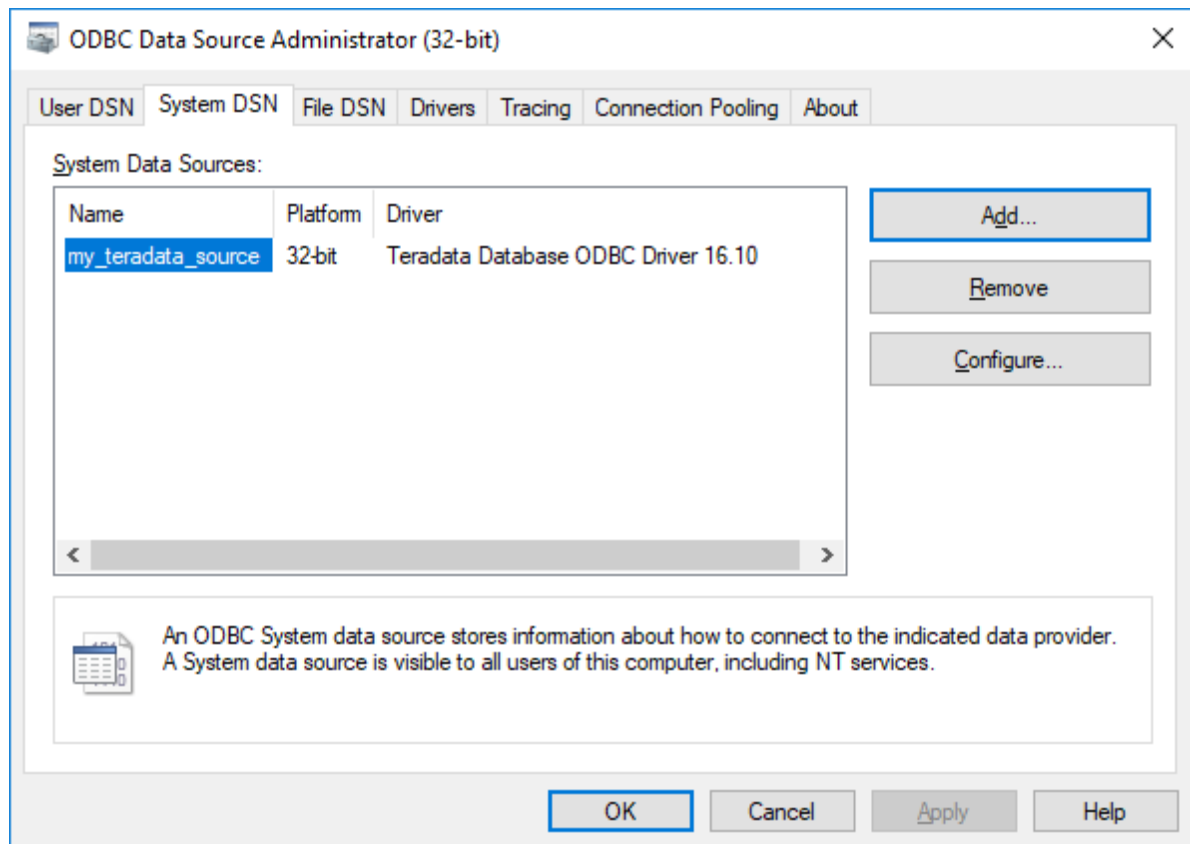 ODBC Data Source Administrator (32-bit)
User DSN System DSN File DSN Drivers Tracing Connection Pooling About
System Data Sources:
Name Platform Driver
my_teradata_source 32-bit Teradata Database ODBC Driver 16.10
Add...
Remove
Configure...
An ODBC System data source stores information about how to connect to the indicated data provider.
A System data source is visible to all users of this computer, including NT services.
OK Cancel Apply Help